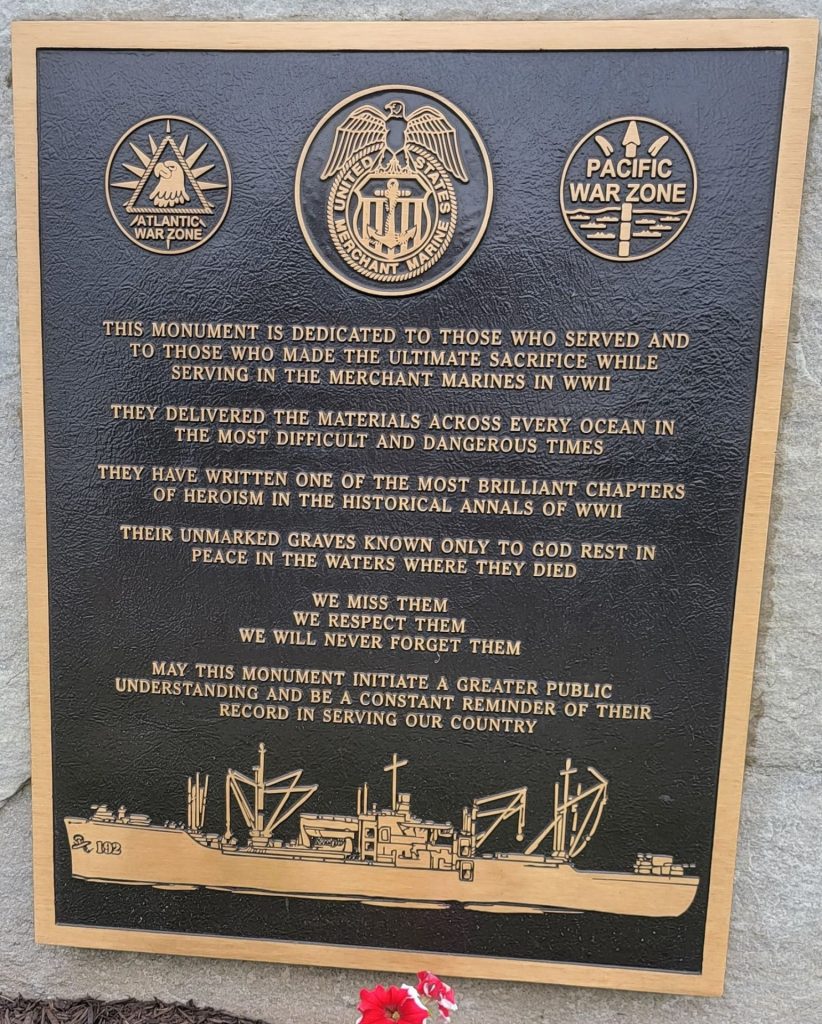 ATLANTIC
WAR ZONE
UNITED STATES
MERCHANT MARINE
PACIFIC
WAR ZONE
THIS MONUMENT IS DEDICATED TO THOSE WHO SERVED AND
TO THOSE WHO MADE THE ULTIMATE SACRIFICE WHILE
SERVING IN THE MERCHANT MARINES IN WWII
THEY DELIVERED THE MATERIALS ACROSS EVERY OCEAN IN
THE MOST DIFFICULT AND DANGEROUS TIMES
THEY HAVE WRITTEN ONE OF THE MOST BRILLIANT CHAPTERS
OF HEROISM IN THE HISTORICAL ANNALS OF WWII
THEIR UNMARKED GRAVES KNOWN ONLY TO GOD REST IN
PEACE IN THE WATERS WHERE THEY DIED
WE MISS THEM
WE RESPECT THEM
WE WILL NEVER FORGET THEM
MAY THIS MONUMENT INITIATE A GREATER PUBLIC
UNDERSTANDING AND BE A CONSTANT REMINDER OF THEIR
RECORD IN SERVING OUR COUNTRY
192